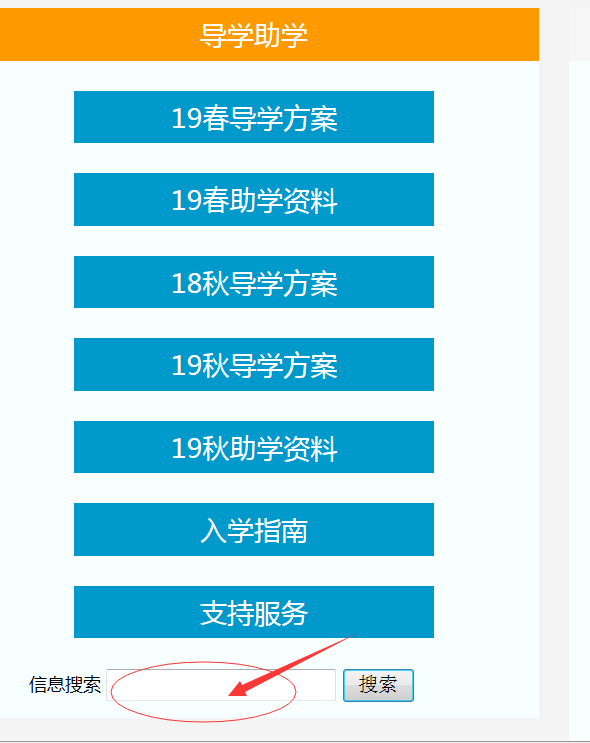 导学助学
19春导学方案
19春助学资料
18秋导学方案
19秋导学方案
19秋助学资料
入学指南
支持服务
信息搜索 搜索